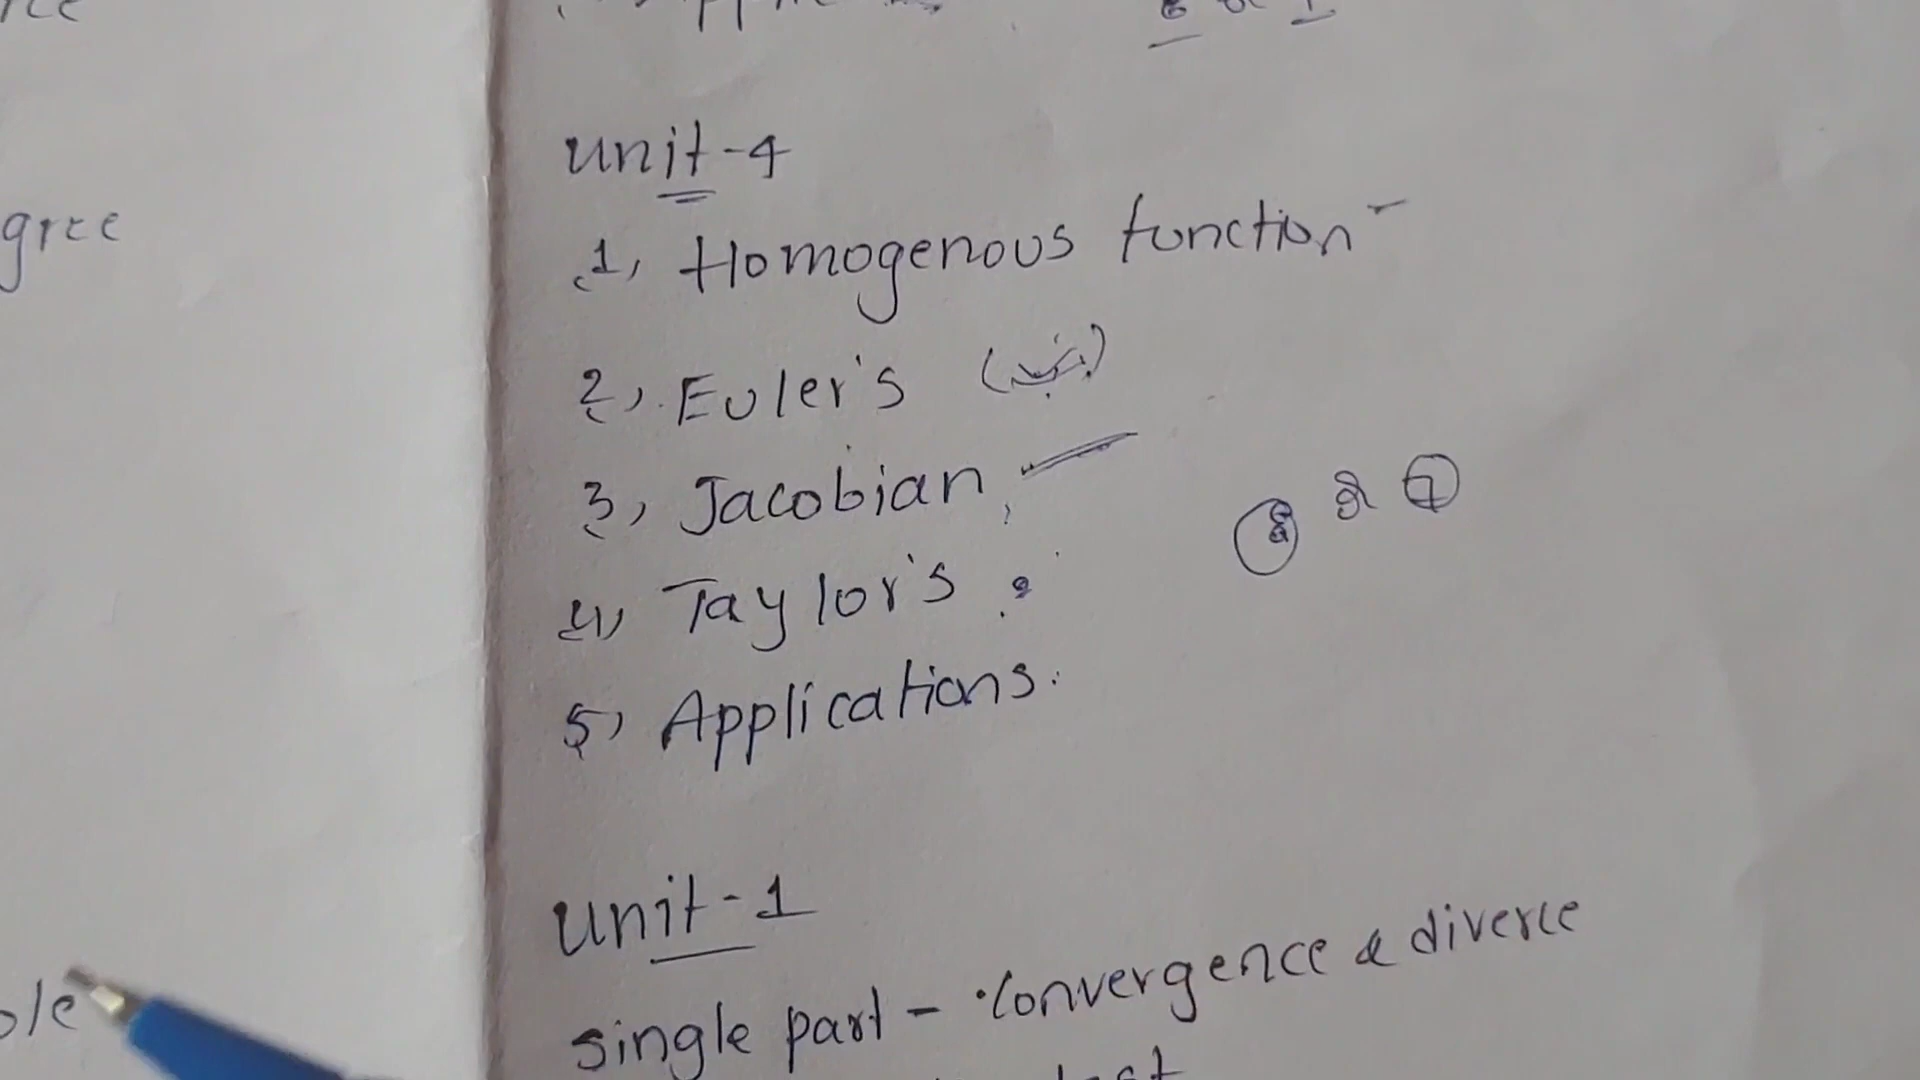 gree
ole
unit-4
1, Homogenous function -
2, Euler's
3, Jacobian
4, Taylor's
5, Applications.
unit-1
single part - convergence & diverce